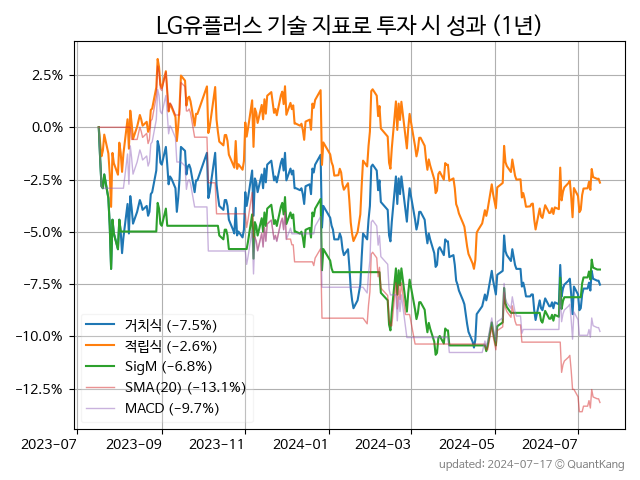 LG유플러스 기술 지표로 투자 시 성과 (1년)
2.5%
0.0%
−2.5%
−5.0%
−7.5%
−10.0%
−12.5%
거치식 (−7.5%)
적립식 (−2.6%)
SigM (−6.8%)
SMA(20) (−13.1%)
MACD (−9.7%)
2023−07 2023−09 2023−11 2024−01 2024−03 2024−05 2024−07
updated: 2024−07−17 © QuantKang